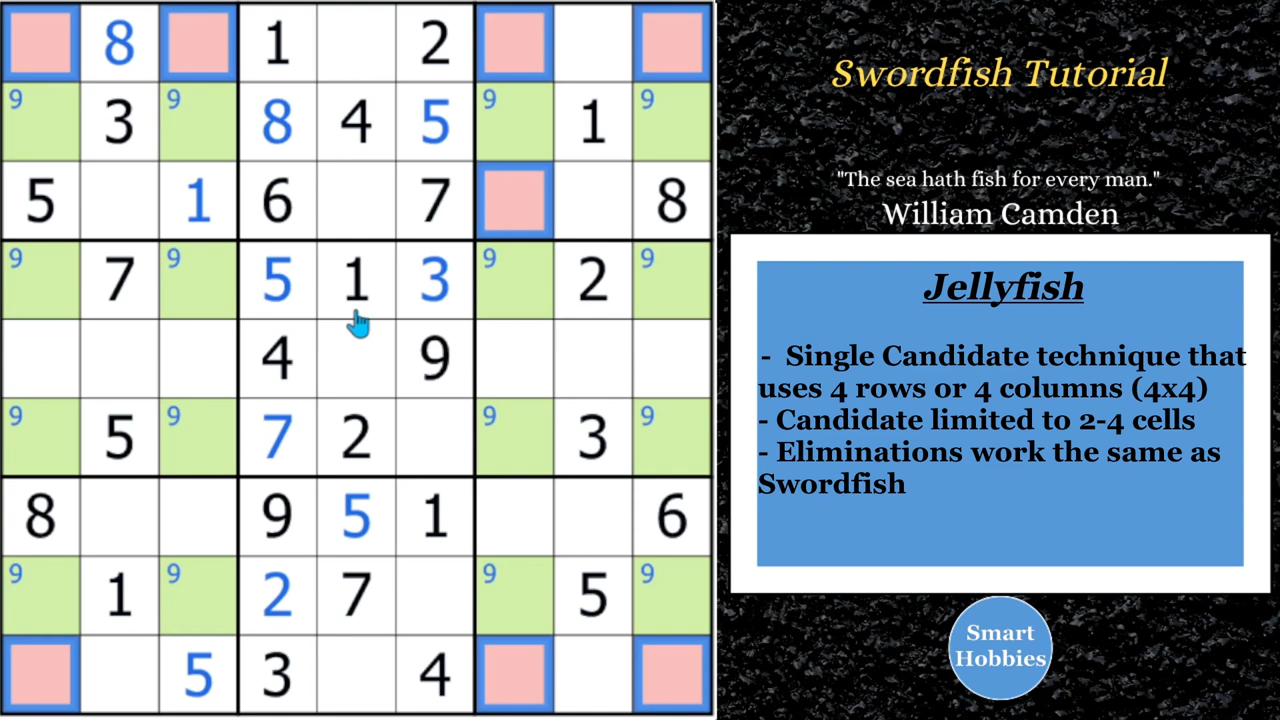 8 1 2
9 9 9 9
3 8 4 5 1
5 1 6 7 8
9 9 9 9
7 5 1 3 2
4 9
9 9 9 9
5 7 2 3
8 9 5 1 6
9 9 9 9
1 2 7 5
5 3 4
Swordfish Tutorial
"The sea hath fish for every man."
William Camden
Jellyfish
- Single Candidate technique that
uses 4 rows or 4 columns (4x4)
- Candidate limited to 2-4 cells
- Eliminations work the same as
Swordfish
Smart
Hobbies